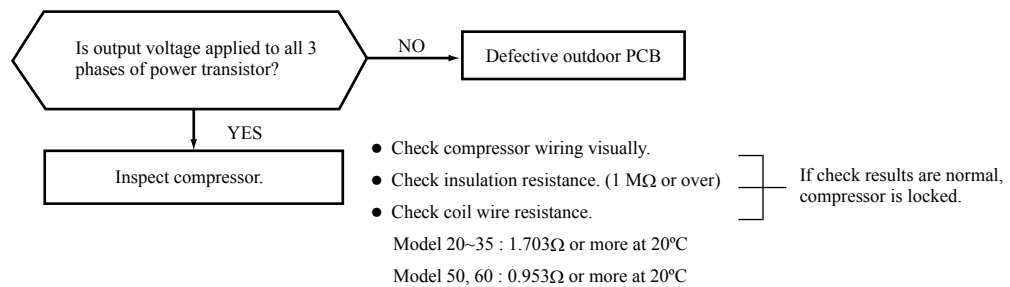 Is output voltage applied to all 3
phases of power transistor?
NO
Defective outdoor PCB
YES
Inspect compressor.
● Check compressor wiring visually.
● Check insulation resistance. (1 MΩ or over)
● Check coil wire resistance.
Model 20~35 : 1.703Ω or more at 20ºC
Model 50, 60 : 0.953Ω or more at 20ºC
If check results are normal,
compressor is locked.